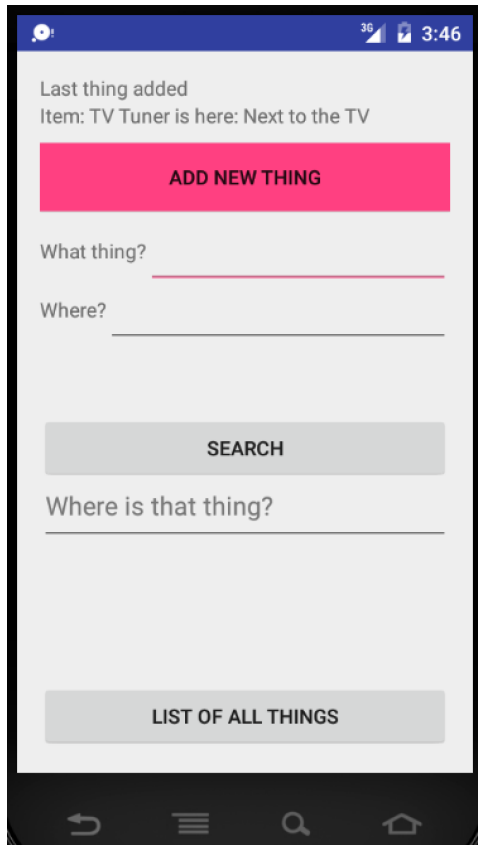 3G 3:46
Last thing added
Item: TV Tuner is here: Next to the TV
ADD NEW THING
What thing?
Where?
SEARCH
Where is that thing?
LIST OF ALL THINGS